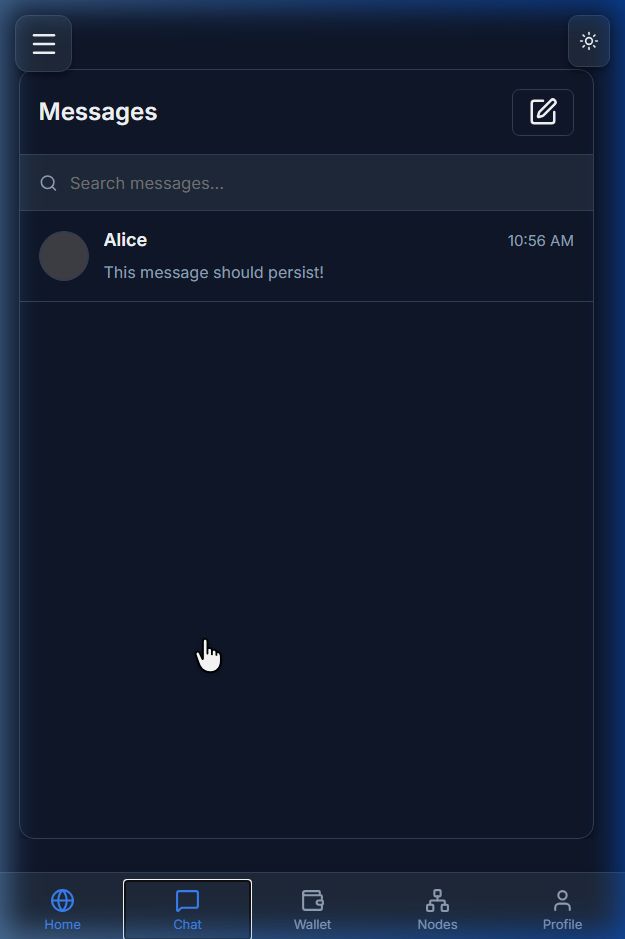 Messages
Search messages...
Alice 10:56 AM
This message should persist!
Home Chat Wallet Nodes Profile